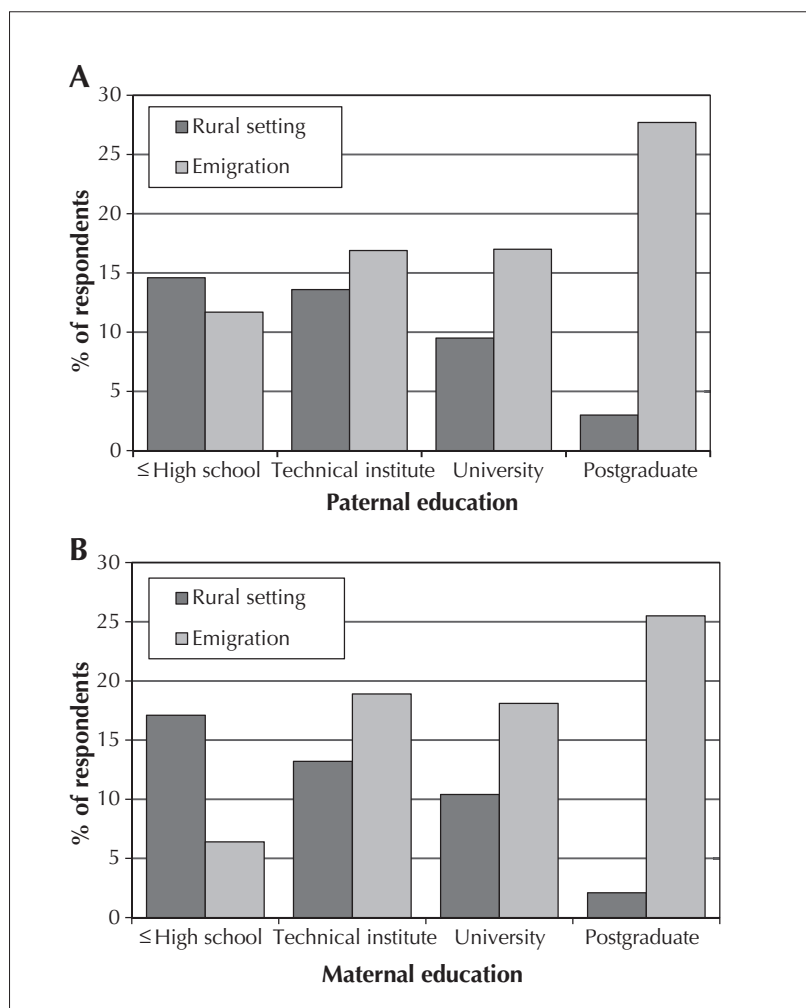 A
30
25
20
15
10
5
0
% of respondents
Rural setting
Emigration
≤ High school Technical institute University Postgraduate
Paternal education
B
30
25
20
15
10
5
0
% of respondents
Rural setting
Emigration
≤ High school Technical institute University Postgraduate
Maternal education